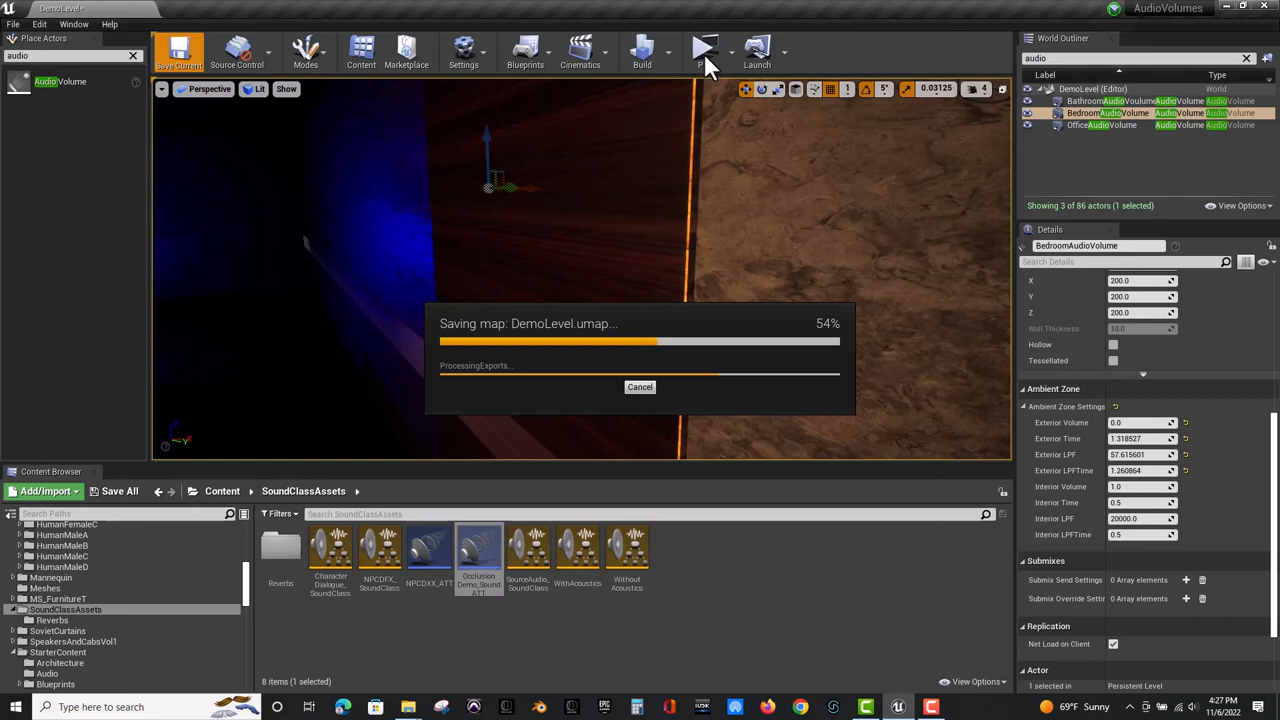 DemoLevel•
AudioVolumes
File Edit Window Help
Place Actors
audio
Audio Volume
Save Current
Source Control
Modes
Content
Marketplace
Settings
Blueprints
Cinematics
Build
Launch
Perspective
Lit
Show
1
5°
0.03125
4
World Outliner
audio
Label Type
DemoLevel (Editor) World
BathroomAudioVoulume AudioVolume AudioVolume
BedroomAudioVolume AudioVolume AudioVolume
OfficeAudioVolume AudioVolume AudioVolume
Showing 3 of 86 actors (1 selected)
View Options
Details
BedroomAudioVolume
Search Details
X 200.0
Y 200.0
Z 200.0
Wall Thickness 10.0
Hollow
Tessellated
Ambient Zone
Ambient Zone Settings
Exterior Volume 0.0
Exterior Time 1.318527
Exterior LPF 57.615601
Exterior LPFTime 1.260864
Interior Volume 1.0
Interior Time 0.5
Interior LPF 20000.0
Interior LPFTime 0.5
Submixes
Submix Send Settings 0 Array elements
Submix Override Settin 0 Array elements
Replication
Net Load on Client
Actor
1 selected in Persistent Level
Saving map: DemoLevel.umap... 54%
ProcessingExports...
Cancel
Content Browser
Add/Import
Save All
Content
SoundClassAssets
Search Paths
Filters
Search SoundClassAssets
HumanFemaleC
HumanMaleA
HumanMaleB
HumanMaleC
HumanMaleD
Mannequin
Meshes
MS_FurnitureT
SoundClassAssets
Reverbs
SovietCurtains
SpeakersAndCabsVol1
StarterContent
Architecture
Audio
Blueprints
Reverbs
Character
Dialogue_
SoundClass
NPCDFX_
SoundClass
NPCDXX_ATT
Occlusion
Demo_Sound
ATT
SourceAudio_
SoundClass
WithAcoustics
Without
Acoustics
8 items (1 selected)
View Options
Type here to search
69°F Sunny
4:27 PM
11/6/2022